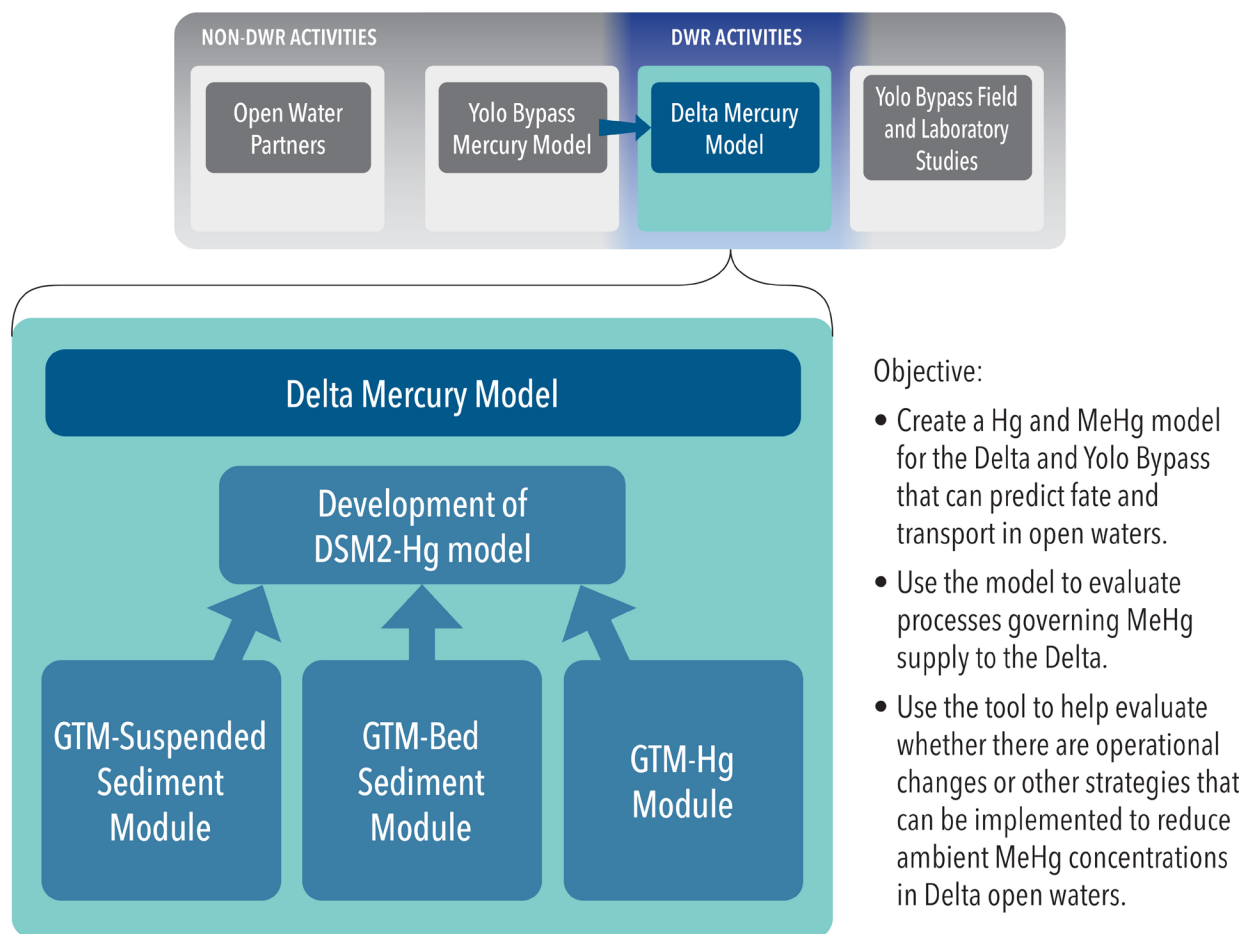 NON-DWR ACTIVITIES
DWR ACTIVITIES
Open Water
Partners
Yolo Bypass
Mercury Model
Delta Mercury
Model
Yolo Bypass Field
and Laboratory
Studies
Delta Mercury Model
Development of
DSM2-Hg model
GTM-Suspended
Sediment
Module
GTM-Bed
Sediment
Module
GTM-Hg
Module
Objective:
• Create a Hg and MeHg model
for the Delta and Yolo Bypass
that can predict fate and
transport in open waters.
• Use the model to evaluate
processes governing MeHg
supply to the Delta.
• Use the tool to help evaluate
whether there are operational
changes or other strategies that
can be implemented to reduce
ambient MeHg concentrations
in Delta open waters.